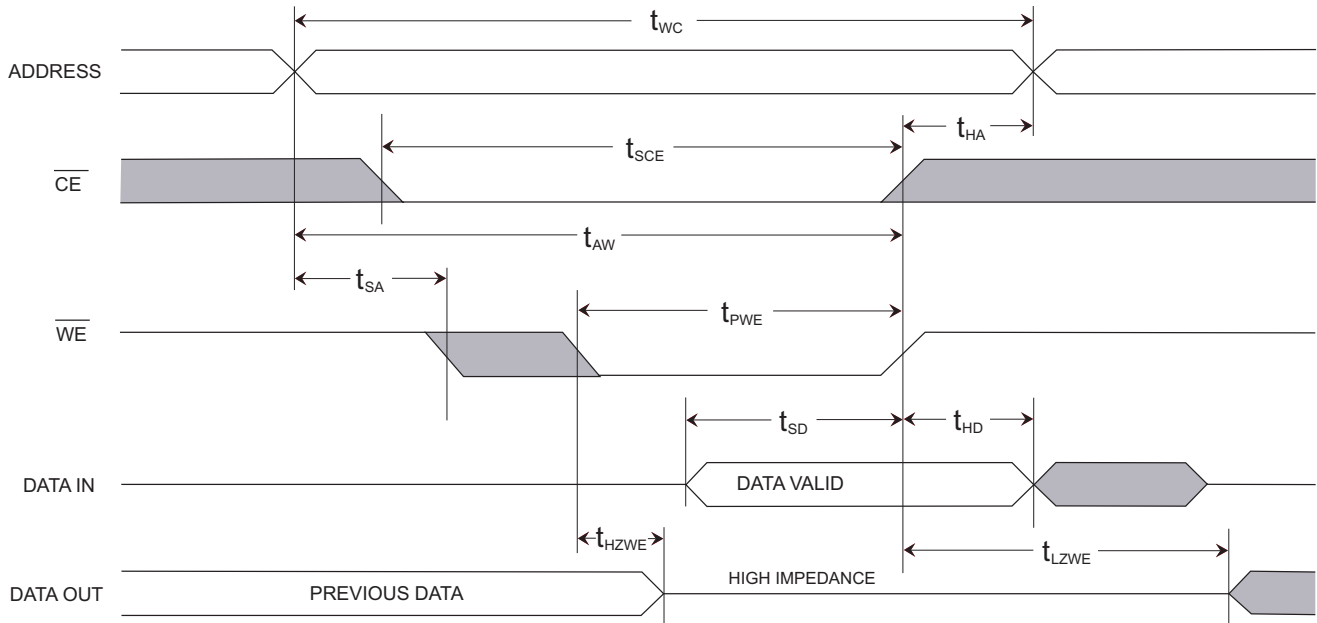 tWC
ADDRESS
tHA
tSCE
CE
tAW
tSA
tPWE
WE
tSD
tHD
DATA IN
DATA VALID
tHZWE
tLZWE
DATA OUT
PREVIOUS DATA
HIGH IMPEDANCE